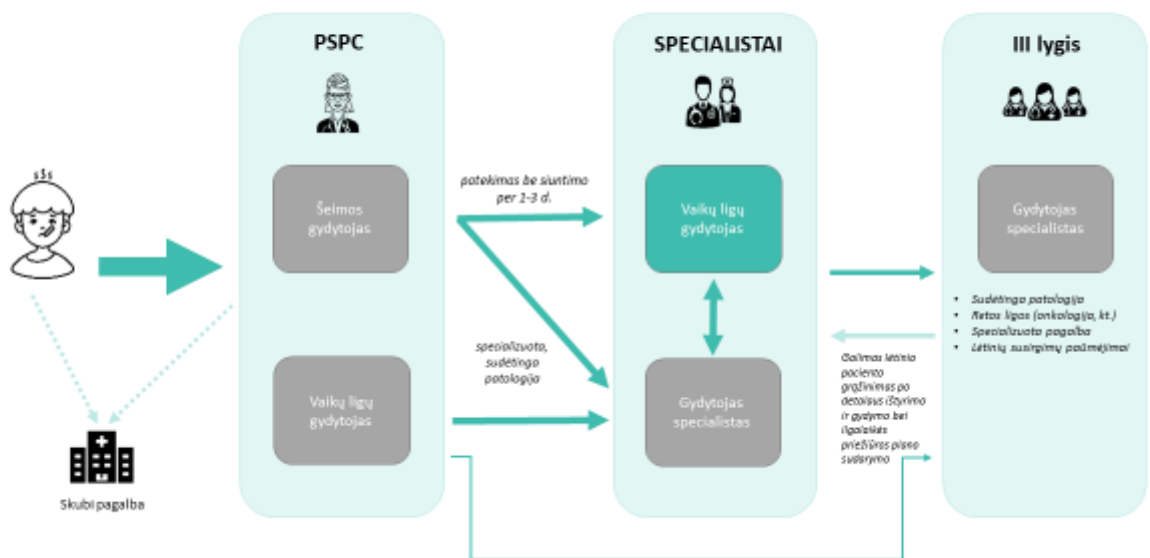 PSPC
SPECIALISTAI
III lygis
Šeimos
gydytojas
patekimas be siuntimo
per 1-3 d.
Vaikų ligų
gydytojas
Gydytojas
specialistas
• Sudėtinga patologija
• Retos ligos (onkologija, kt.)
• Specializuota pagalba
• Lėtinių susirgimų paūmėjimai
specializuota,
sudėtinga
patologija
Vaikų ligų
gydytojas
Gydytojas
specialistas
Galimas lėtinio
paciento
grąžinimas po
detalaus ištyrimo
ir gydymo bei
ilgalaikės
priežiūros plano
sudarymo
Skubi pagalba